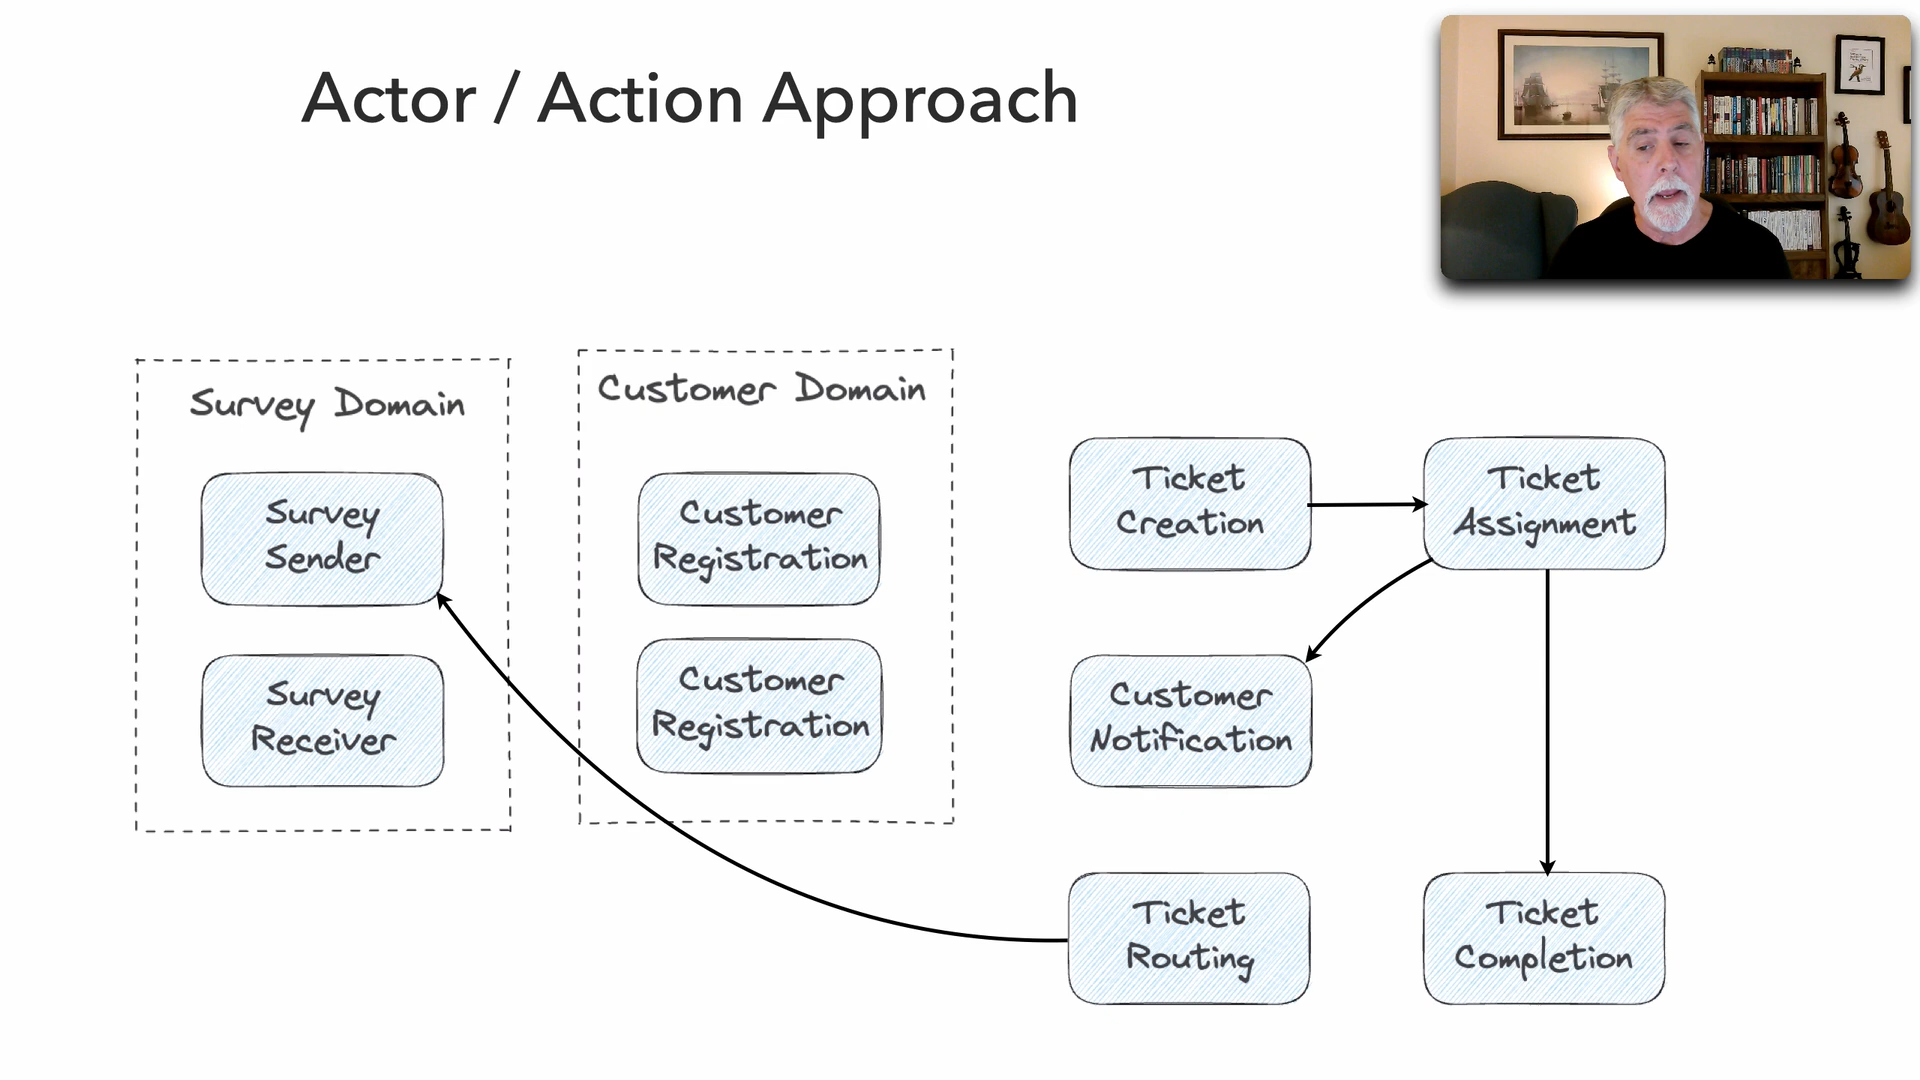 Actor / Action Approach
Survey Domain
Survey
Sender
Survey
Receiver
Customer Domain
Customer
Registration
Customer
Registration
Ticket
Creation
Ticket
Assignment
Customer
Notification
Ticket
Routing
Ticket
Completion